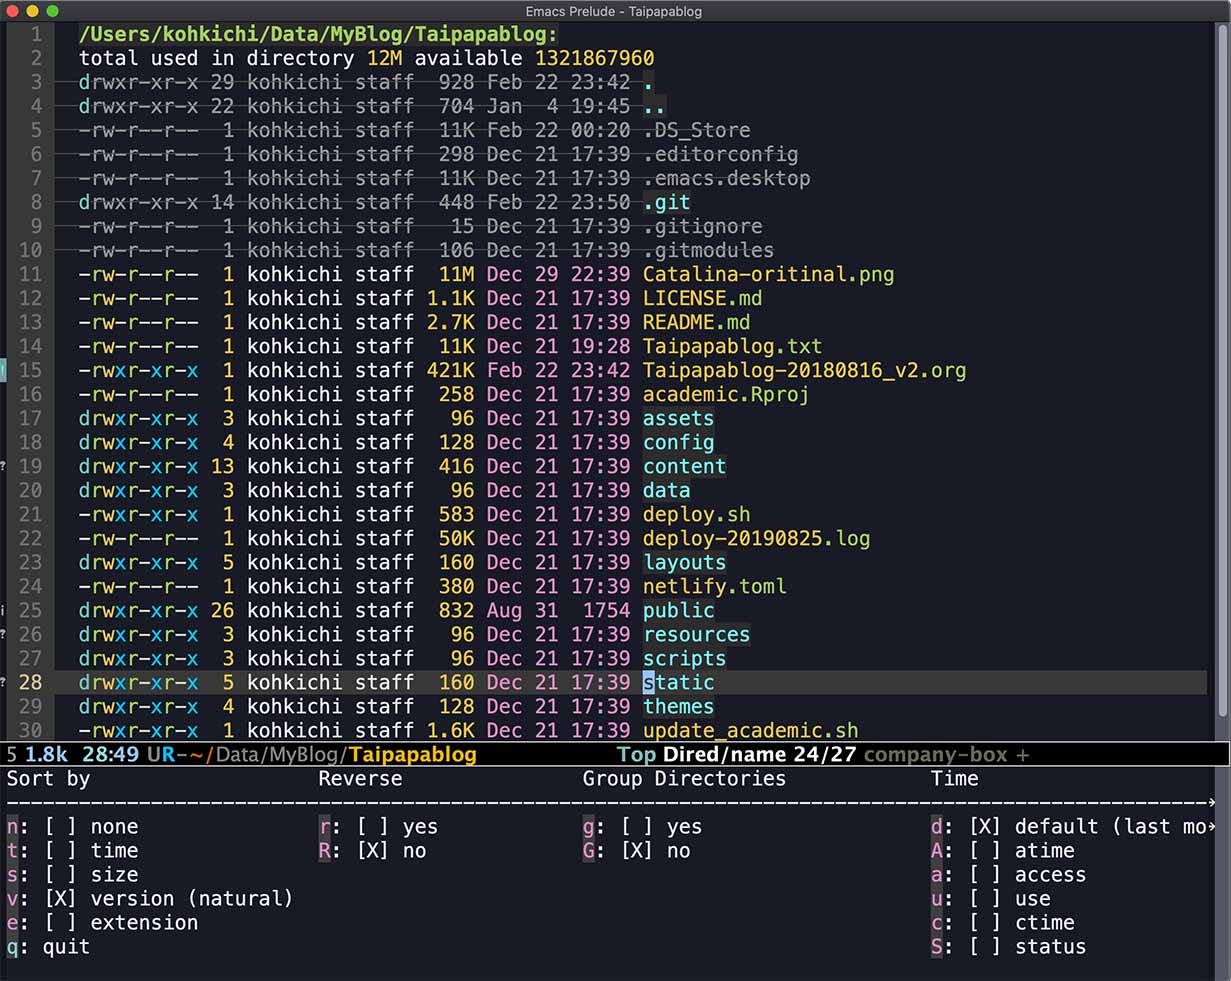 Emacs Prelude - Taipapablog
1 /Users/kohkichi/Data/MyBlog/Taipapablog:
2 total used in directory 12M available 1321867960
3 drwxr-xr-x 29 kohkichi staff 928 Feb 22 23:42 .
4 drwxr-xr-x 22 kohkichi staff 704 Jan 4 19:45 ..
5 -rw-r--r-- 1 kohkichi staff 11K Feb 22 00:20 .DS_Store
6 -rw-r--r-- 1 kohkichi staff 298 Dec 21 17:39 .editorconfig
7 -rw-r--r-- 1 kohkichi staff 11K Dec 21 17:39 .emacs.desktop
8 drwxr-xr-x 14 kohkichi staff 448 Feb 22 23:50 .git
9 -rw-r--r-- 1 kohkichi staff 15 Dec 21 17:39 .gitignore
10 -rw-r--r-- 1 kohkichi staff 106 Dec 21 17:39 .gitmodules
11 -rw-r--r-- 1 kohkichi staff 11M Dec 29 22:39 Catalina-oritinal.png
12 -rw-r--r-- 1 kohkichi staff 1.1K Dec 21 17:39 LICENSE.md
13 -rw-r--r-- 1 kohkichi staff 2.7K Dec 21 17:39 README.md
14 -rw-r--r-- 1 kohkichi staff 11K Dec 21 19:28 Taipapablog.txt
! 15 -rwxr-xr-x 1 kohkichi staff 421K Feb 22 23:42 Taipapablog-20180816_v2.org
16 -rw-r--r-- 1 kohkichi staff 258 Dec 21 17:39 academic.Rproj
17 drwxr-xr-x 3 kohkichi staff 96 Dec 21 17:39 assets
18 drwxr-xr-x 4 kohkichi staff 128 Dec 21 17:39 config
? 19 drwxr-xr-x 13 kohkichi staff 416 Dec 21 17:39 content
20 drwxr-xr-x 3 kohkichi staff 96 Dec 21 17:39 data
21 -rwxr-xr-x 1 kohkichi staff 583 Dec 21 17:39 deploy.sh
22 -rw-r--r-- 1 kohkichi staff 50K Dec 21 17:39 deploy-20190825.log
23 drwxr-xr-x 5 kohkichi staff 160 Dec 21 17:39 layouts
24 -rw-r--r-- 1 kohkichi staff 380 Dec 21 17:39 netlify.toml
i 25 drwxr-xr-x 26 kohkichi staff 832 Aug 31 1754 public
? 26 drwxr-xr-x 3 kohkichi staff 96 Dec 21 17:39 resources
27 drwxr-xr-x 3 kohkichi staff 96 Dec 21 17:39 scripts
? 28 drwxr-xr-x 5 kohkichi staff 160 Dec 21 17:39 static
29 drwxr-xr-x 4 kohkichi staff 128 Dec 21 17:39 themes
30 -rwxr-xr-x 1 kohkichi staff 1.6K Dec 21 17:39 update_academic.sh
5 1.8k 28:49 UR-~/Data/MyBlog/Taipapablog Top Dired/name 24/27 company-box +
Sort by Reverse Group Directories Time
n: [ ] none r: [ ] yes g: [ ] yes d: [X] default (last mo→
t: [ ] time R: [X] no G: [X] no A: [ ] atime
s: [ ] size a: [ ] access
v: [X] version (natural) u: [ ] use
e: [ ] extension c: [ ] ctime
q: quit S: [ ] status